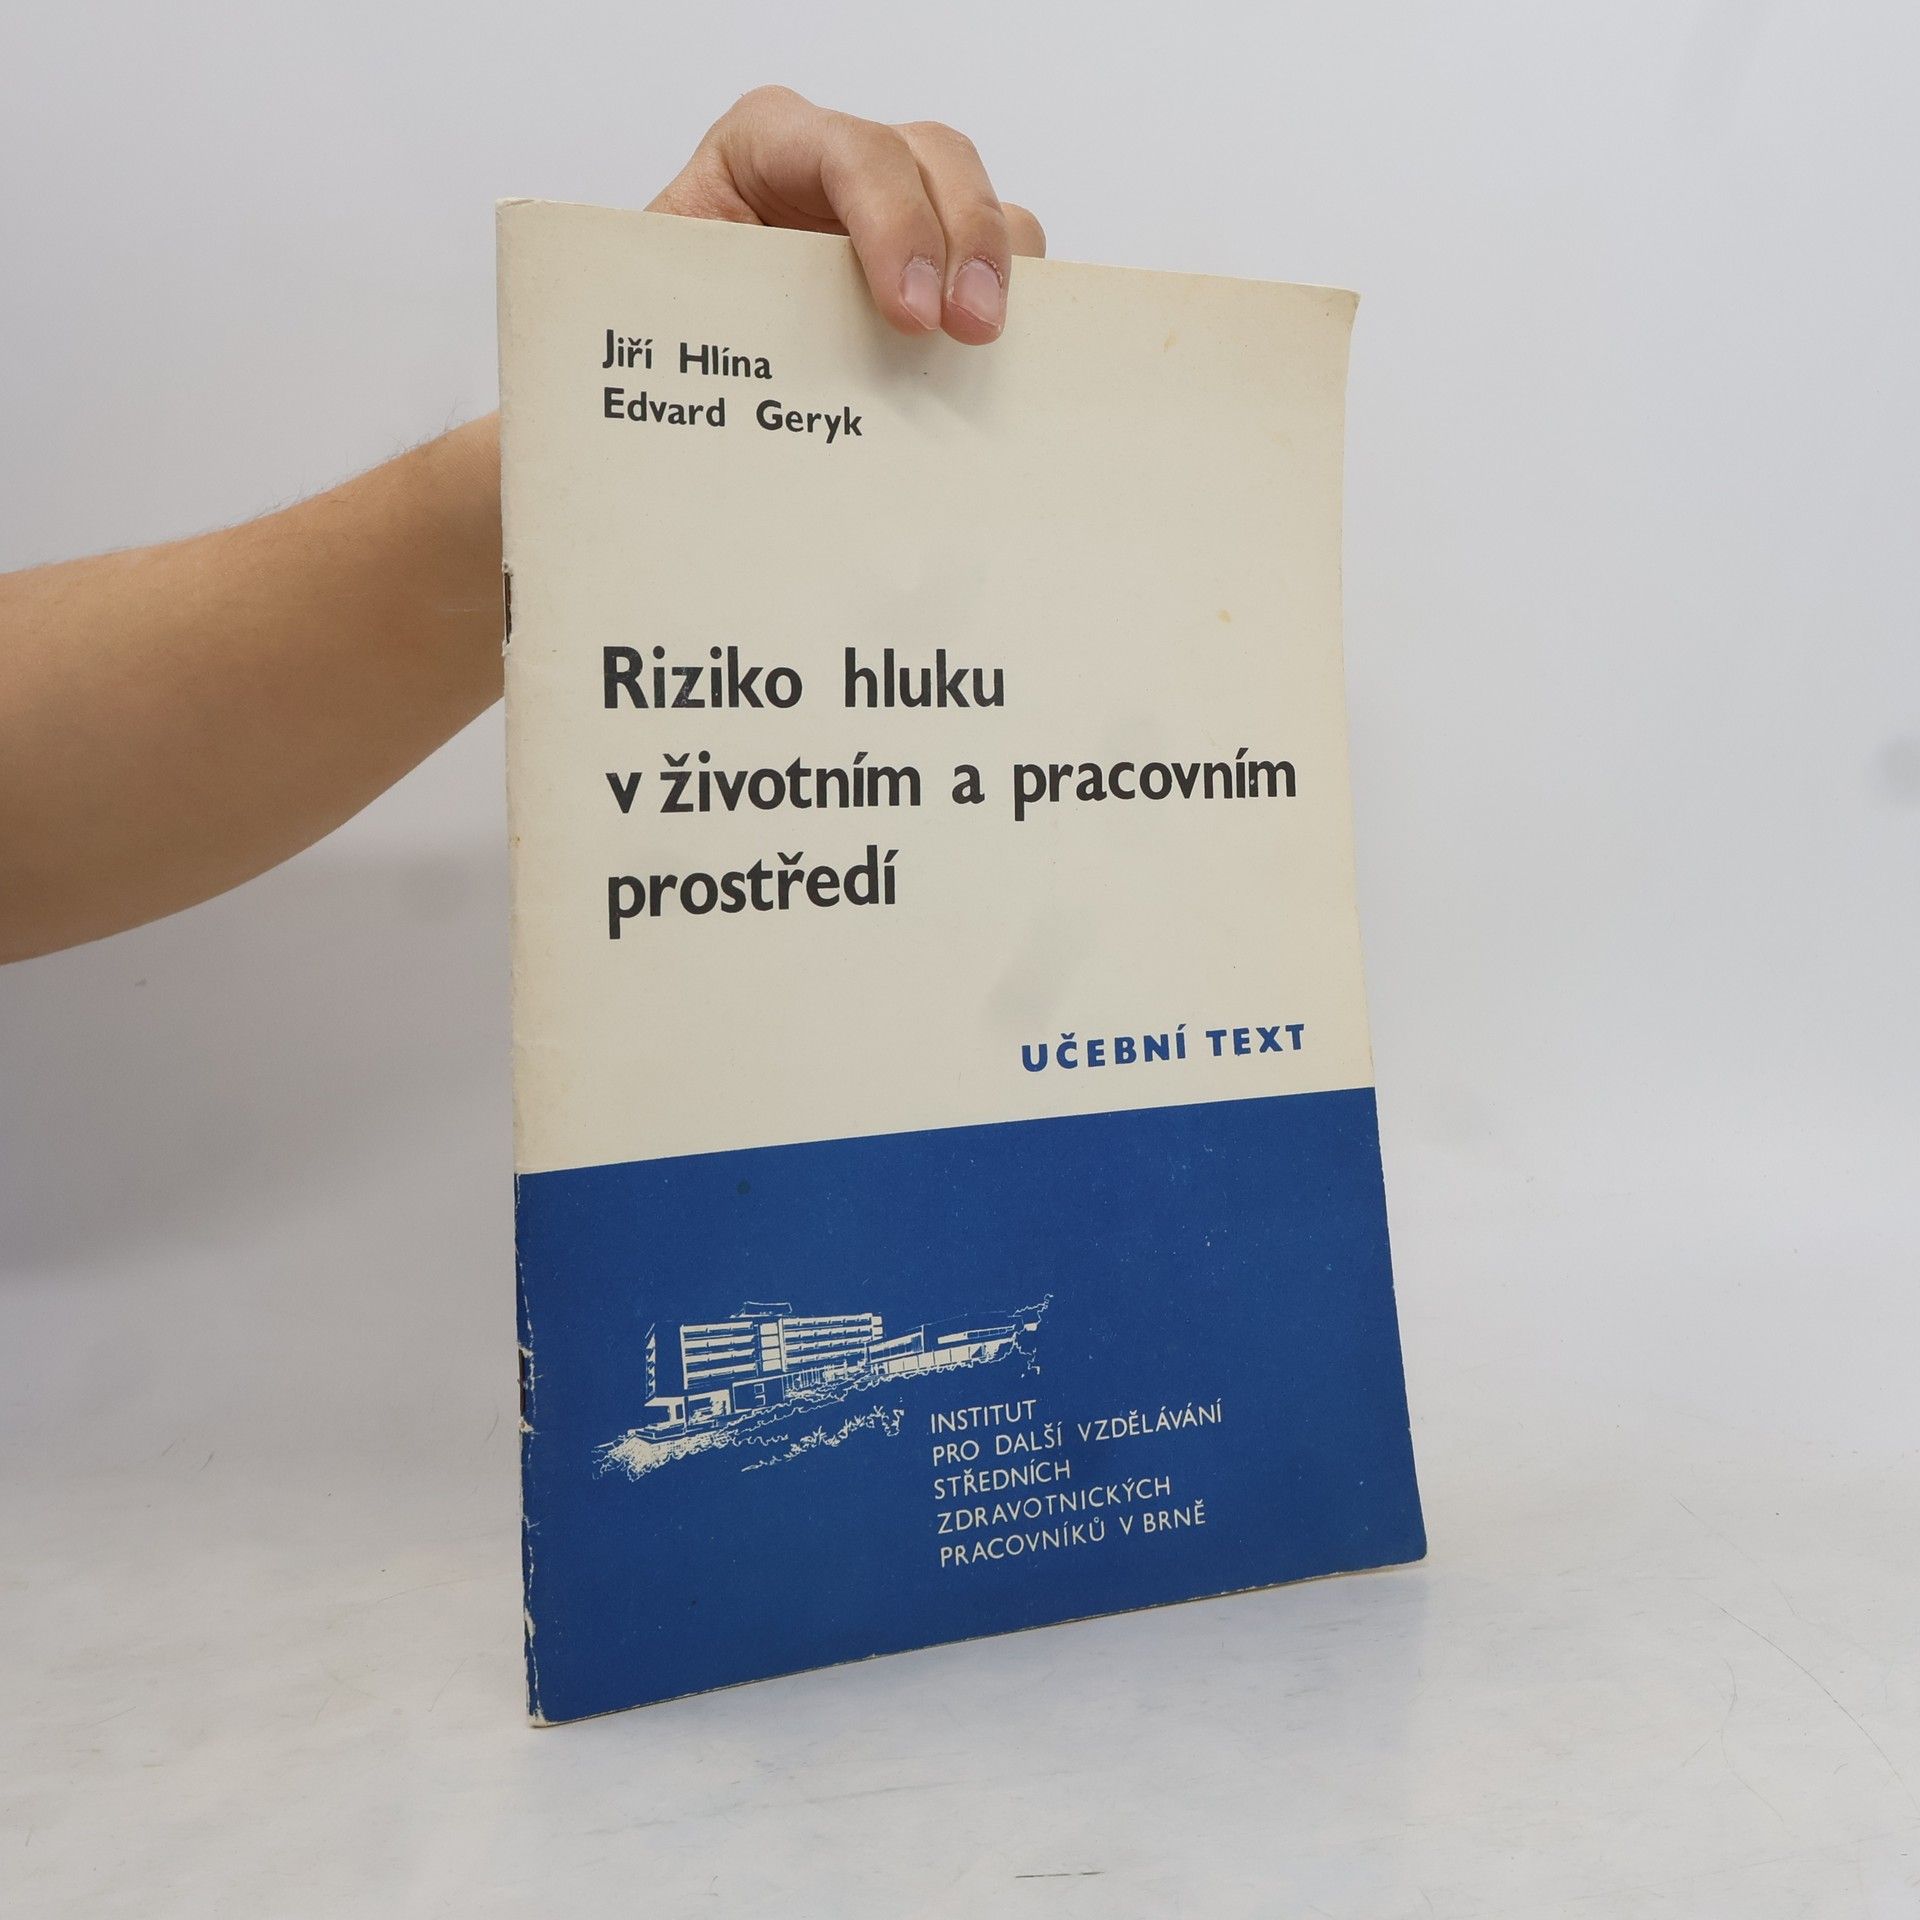 Jiří Hlína
Edvard Geryk
Riziko hluku
v životním a pracovním
prostředí
UČEBNÍ TEXT
INSTITUT
PRO DALŠÍ VZDĚLÁVÁNÍ
STŘEDNÍCH
ZDRAVOTNICKÝCH
PRACOVNÍKŮ V BRNĚ